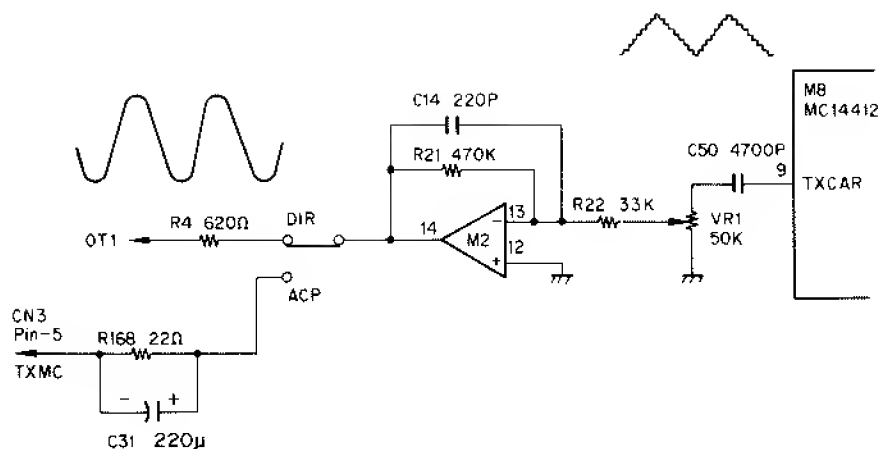 C14 220P
R21 470K
M8
MC14412
C50 4700P
9
TXCAR
R22 33K
VR1
50K
13
12
14
M2
-
+
R4 620Ω
DIR
OT1
ACP
CN3
Pin-5
TXMC
R168 22Ω
- +
C31 220μ